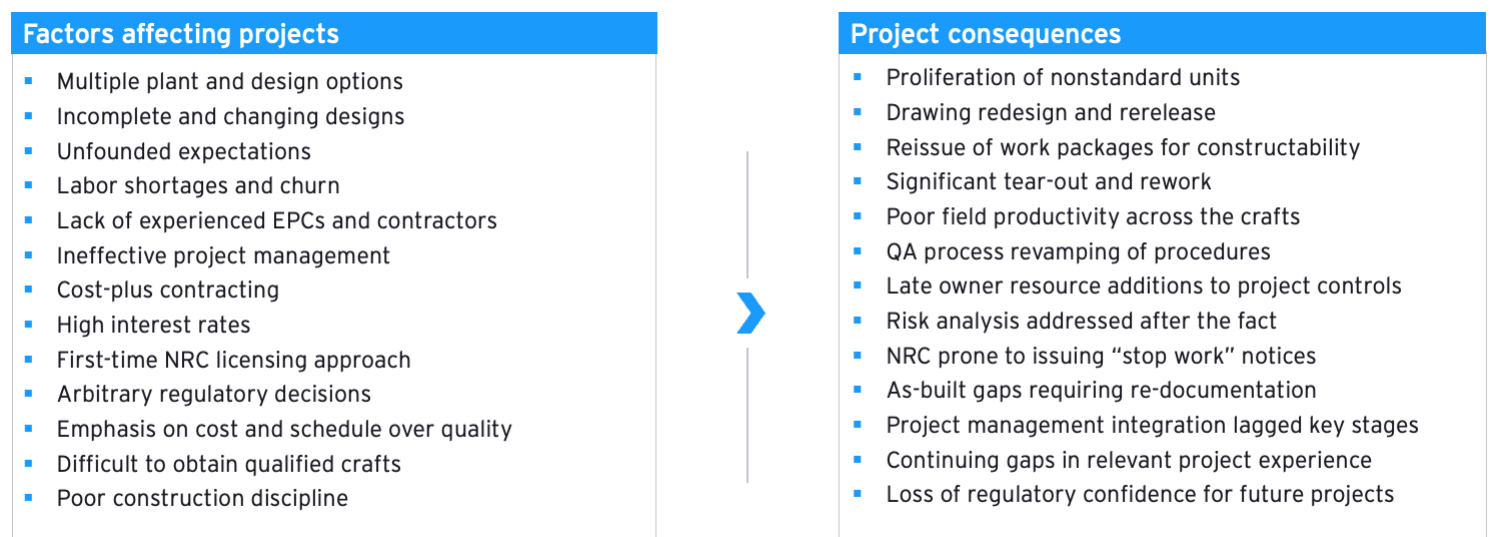 Factors affecting projects
Multiple plant and design options
Incomplete and changing designs
Unfounded expectations
Labor shortages and churn
Lack of experienced EPCs and contractors
Ineffective project management
Cost-plus contracting
High interest rates
First-time NRC licensing approach
Arbitrary regulatory decisions
Emphasis on cost and schedule over quality
Difficult to obtain qualified crafts
Poor construction discipline
Project consequences
Proliferation of nonstandard units
Drawing redesign and rerelease
Reissue of work packages for constructability
Significant tear-out and rework
Poor field productivity across the crafts
QA process revamping of procedures
Late owner resource additions to project controls
Risk analysis addressed after the fact
NRC prone to issuing “stop work” notices
As-built gaps requiring re-documentation
Project management integration lagged key stages
Continuing gaps in relevant project experience
Loss of regulatory confidence for future projects